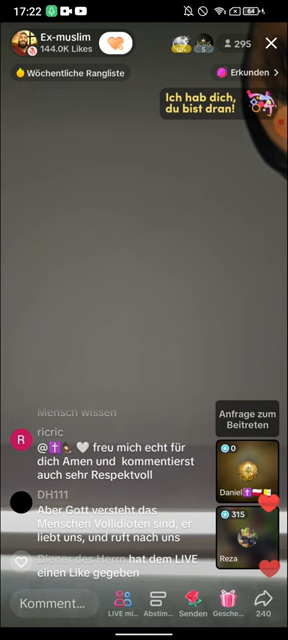 17:22
64
Ex-muslim
144.0K Likes
295
Wöchentliche Rangliste
Erkunden >
Ich hab dich,
du bist dran!
Mensch wissen
R
ricric
@✝️ 🤍 freu mich echt für
dich Amen und kommentierst
auch sehr Respektvoll
Anfrage zum
Beitreten
0
Daniel✝️🇵🇱🇻🇦
DH111
Aber Gott versteht das
Menschen Vollidioten sind, er
liebt uns, und ruft nach uns
315
Reza
Diener des Herrn hat dem LIVE
einen Like gegeben
Komment...
LIVE mi...
Abstim...
Senden
Gesche...
240